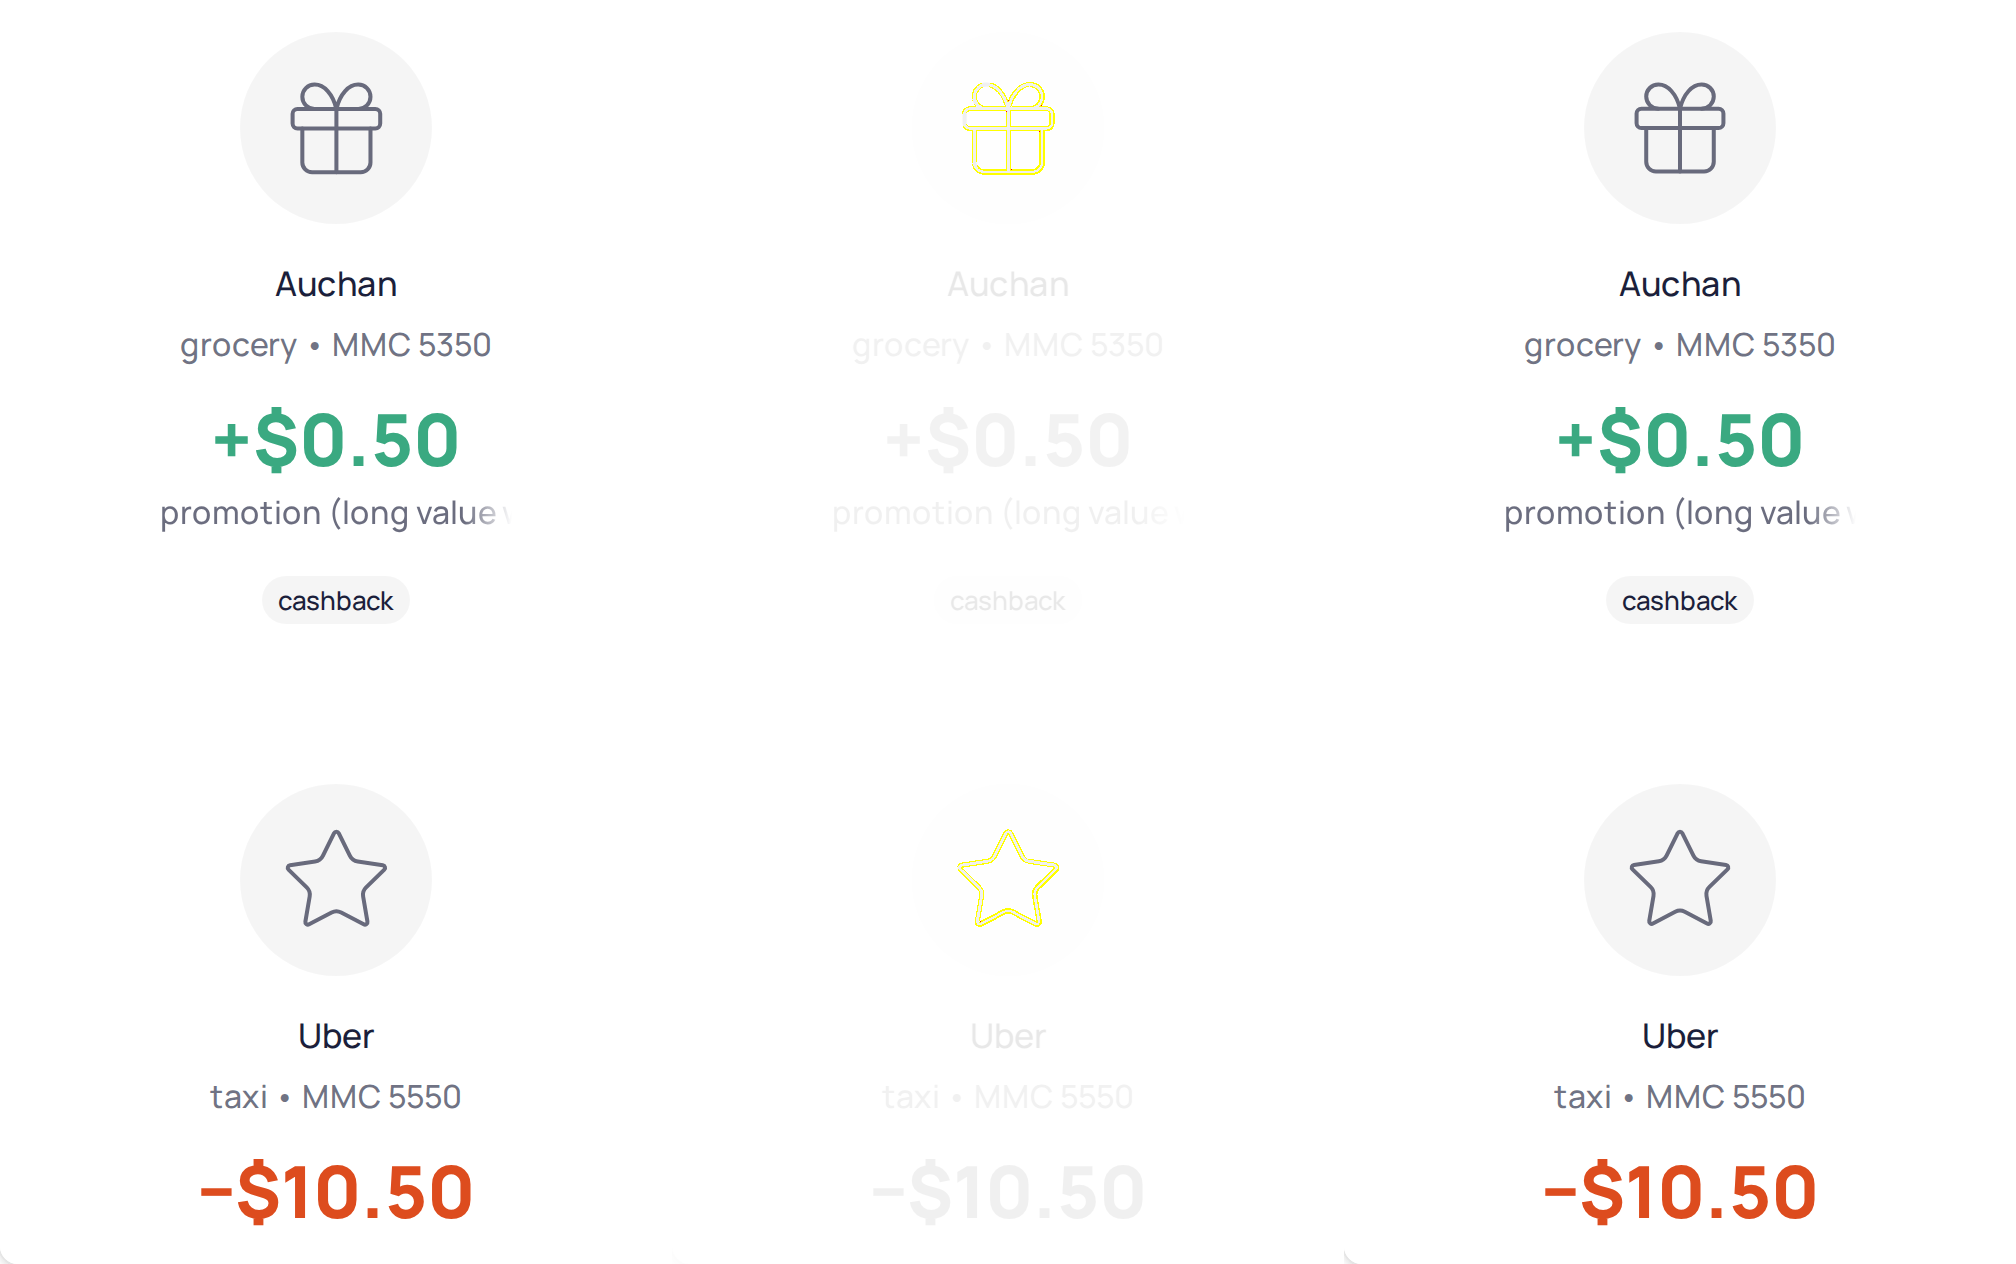 Auchan
grocery • MMC 5350
+$0.50
promotion (long value
cashback
Uber
taxi • MMC 5550
−$10.50
Auchan
grocery • MMC 5350
+$0.50
promotion (long value
cashback
Uber
taxi • MMC 5550
−$10.50
Auchan
grocery • MMC 5350
+$0.50
promotion (long value
cashback
Uber
taxi • MMC 5550
−$10.50